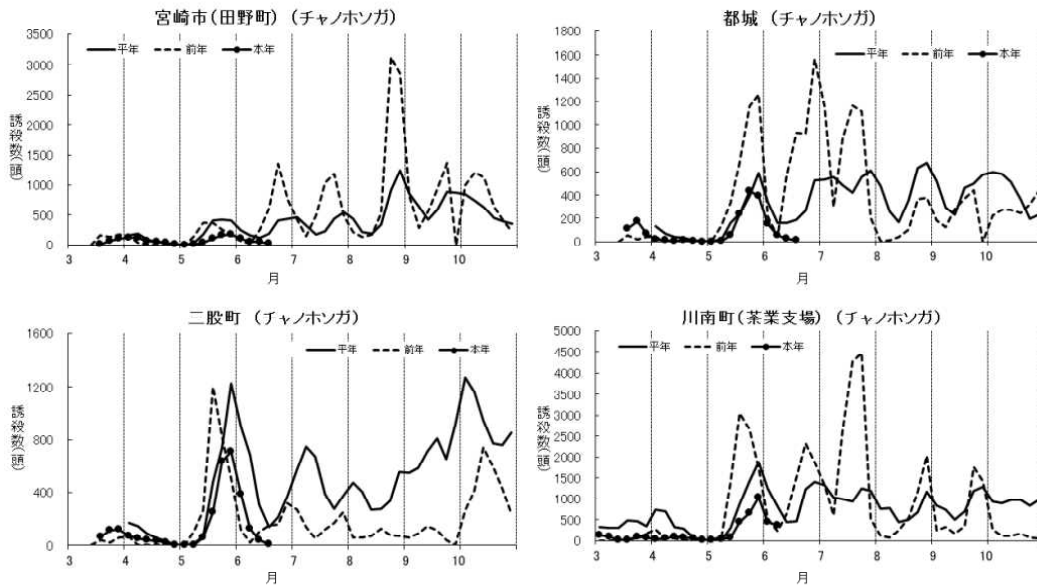 宮崎市(田野町) (チャノホソガ)
平年 前年 本年
誘殺数(頭)
3500
3000
2500
2000
1500
1000
500
0
3 4 5 6 7 8 9 10
月
都城 (チャノホソガ)
平年 前年 本年
誘殺数(頭)
1800
1600
1400
1200
1000
800
600
400
200
0
3 4 5 6 7 8 9 10
月
三股町 (チャノホソガ)
平年 前年 本年
誘殺数(頭)
1600
1200
800
400
0
3 4 5 6 7 8 9 10
月
川南町(茶業支場) (チャノホソガ)
平年 前年 本年
誘殺数(頭)
5000
4500
4000
3500
3000
2500
2000
1500
1000
500
0
3 4 5 6 7 8 9 10
月